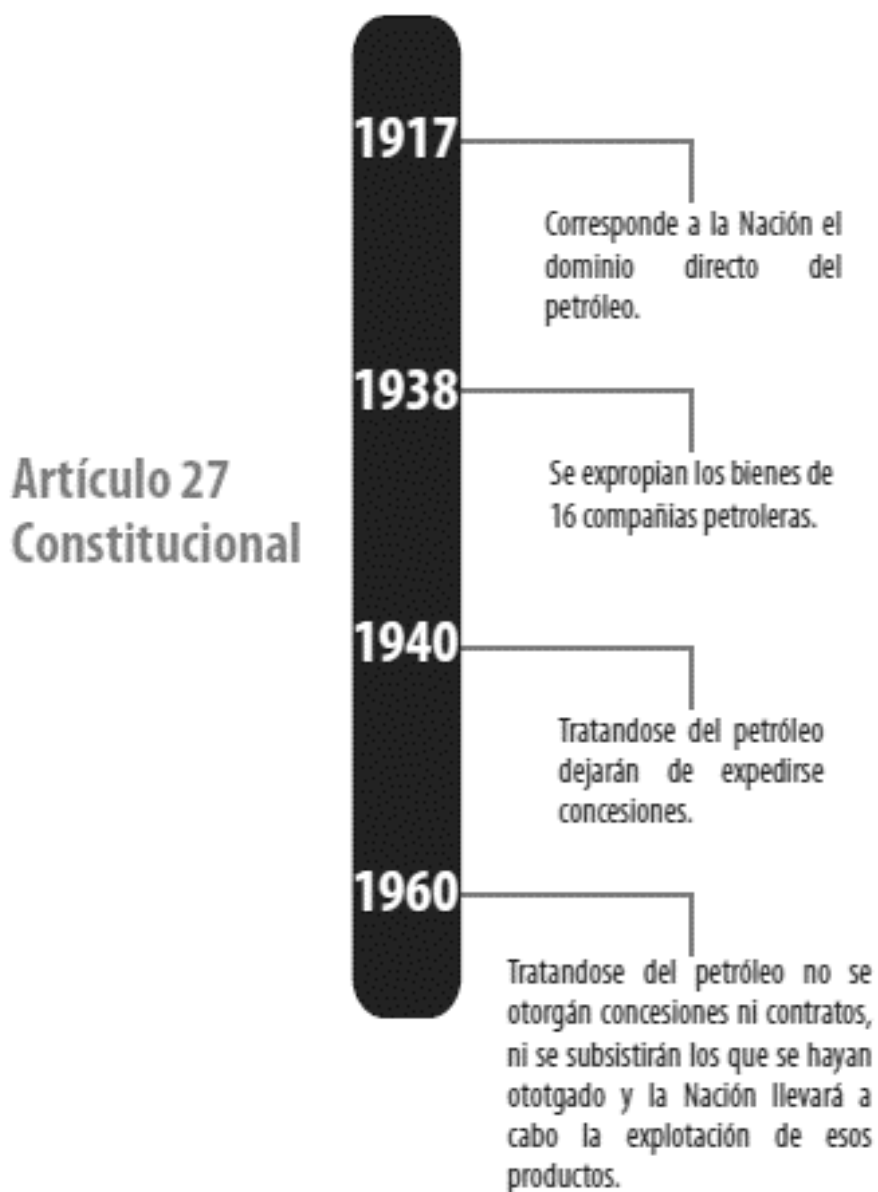 1917
Corresponde a la Nación el
dominio directo del
petróleo.
1938
Se expropian los bienes de
16 compañias petroleras.
Artículo 27
Constitucional
1940
Tratandose del petróleo
dejarán de expedirse
concesiones.
1960
Tratandose del petróleo no se
otorgán concesiones ni contratos,
ni se subsistirán los que se hayan
ototgado y la Nación llevará a
cabo la explotación de esos
productos.